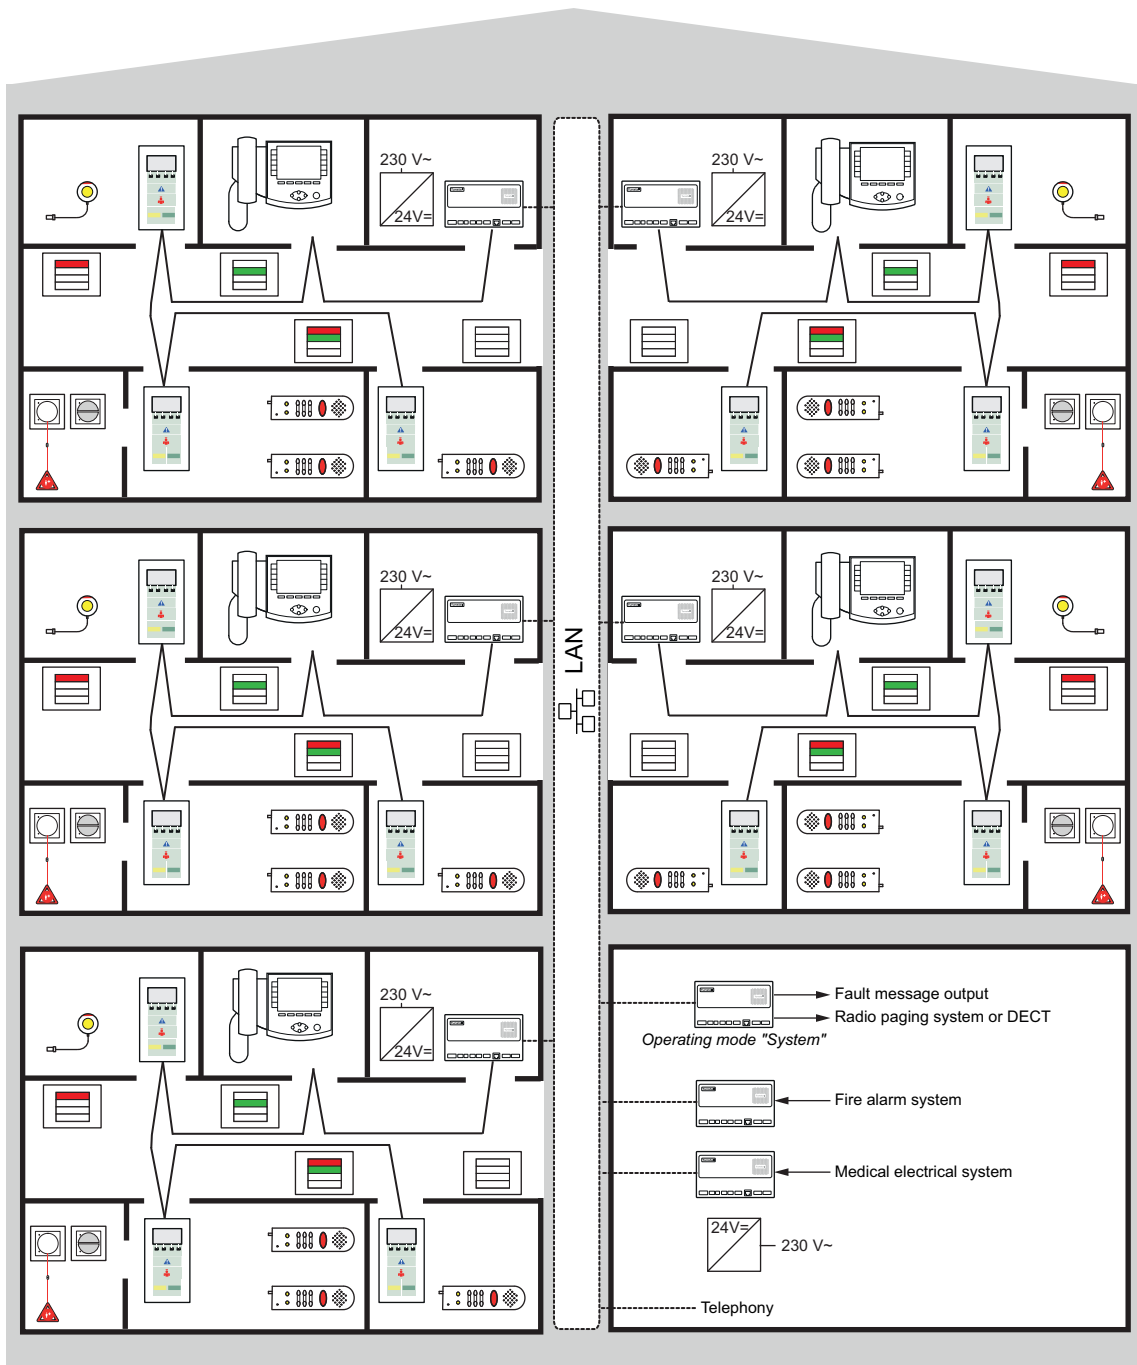 230 V~
24V=
230 V~
24V=
230 V~
24V=
230 V~
24V=
LAN
230 V~
24V=
Fault message output
Radio paging system or DECT
Operating mode "System"
Fire alarm system
Medical electrical system
24V=
230 V~
Telephony